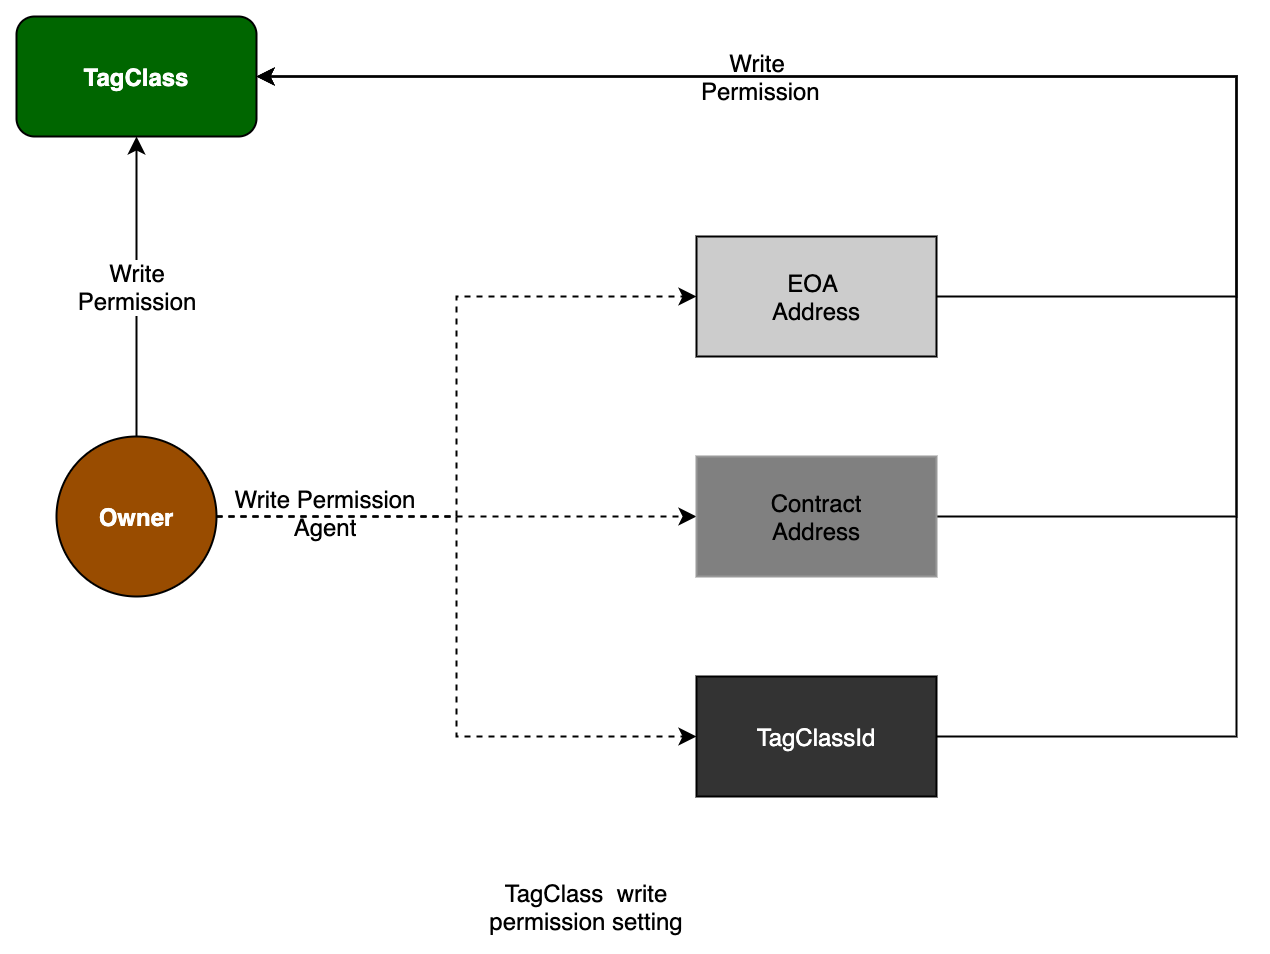 TagClass
Write
Permission
Write
Permission
EOA
Address
Owner
Write Permission
Agent
Contract
Address
TagClassId
TagClass  write
permission setting